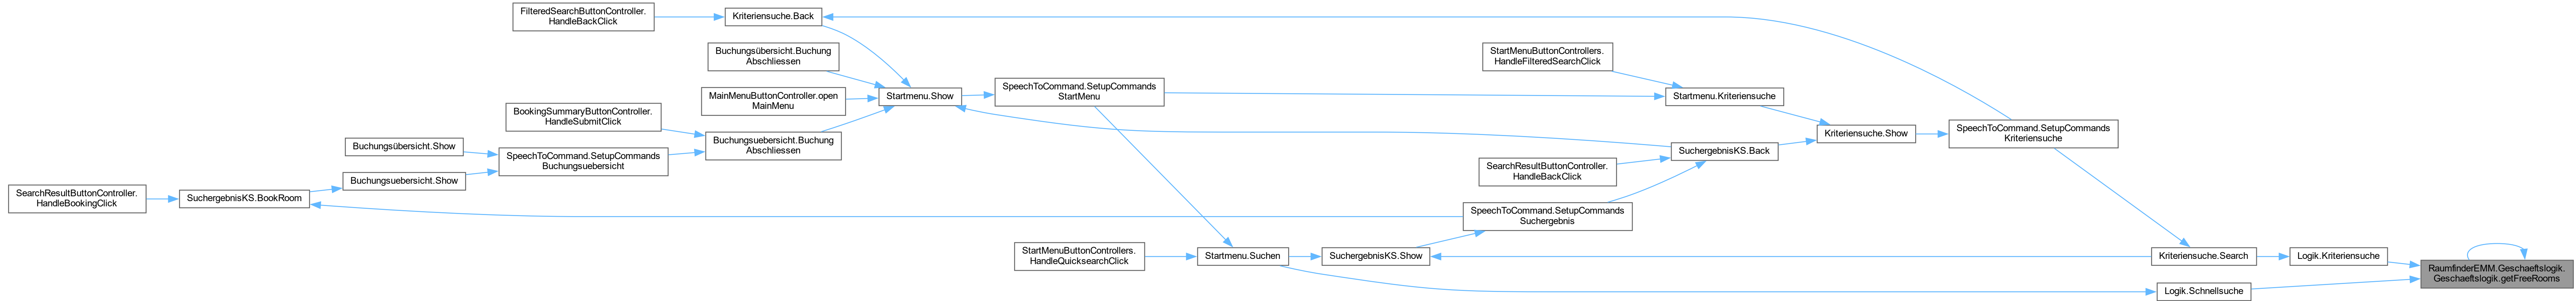 FilteredSearchButtonController.
HandleBackClick
Kriteriensuche.Back
Buchungsübersicht.Buchung
Abschliessen
StartMenuButtonControllers.
HandleFilteredSearchClick
MainMenuButtonController.open
MainMenu
Startmenu.Show
SpeechToCommand.SetupCommands
StartMenu
Startmenu.Kriteriensuche
BookingSummaryButtonController.
HandleSubmitClick
Kriteriensuche.Show
SpeechToCommand.SetupCommands
Kriteriensuche
Buchungsübersicht.Show
SpeechToCommand.SetupCommands
Buchungsuebersicht
Buchungsuebersicht.Buchung
Abschliessen
SuchergebnisKS.Back
SearchResultButtonController.
HandleBackClick
Buchungsuebersicht.Show
SearchResultButtonController.
HandleBookingClick
SuchergebnisKS.BookRoom
SpeechToCommand.SetupCommands
Suchergebnis
StartMenuButtonControllers.
HandleQuicksearchClick
Startmenu.Suchen
SuchergebnisKS.Show
Kriteriensuche.Search
Logik.Kriteriensuche
RaumfinderEMM.Geschaeftslogik.
Geschaeftslogik.getFreeRooms
Logik.Schnellsuche